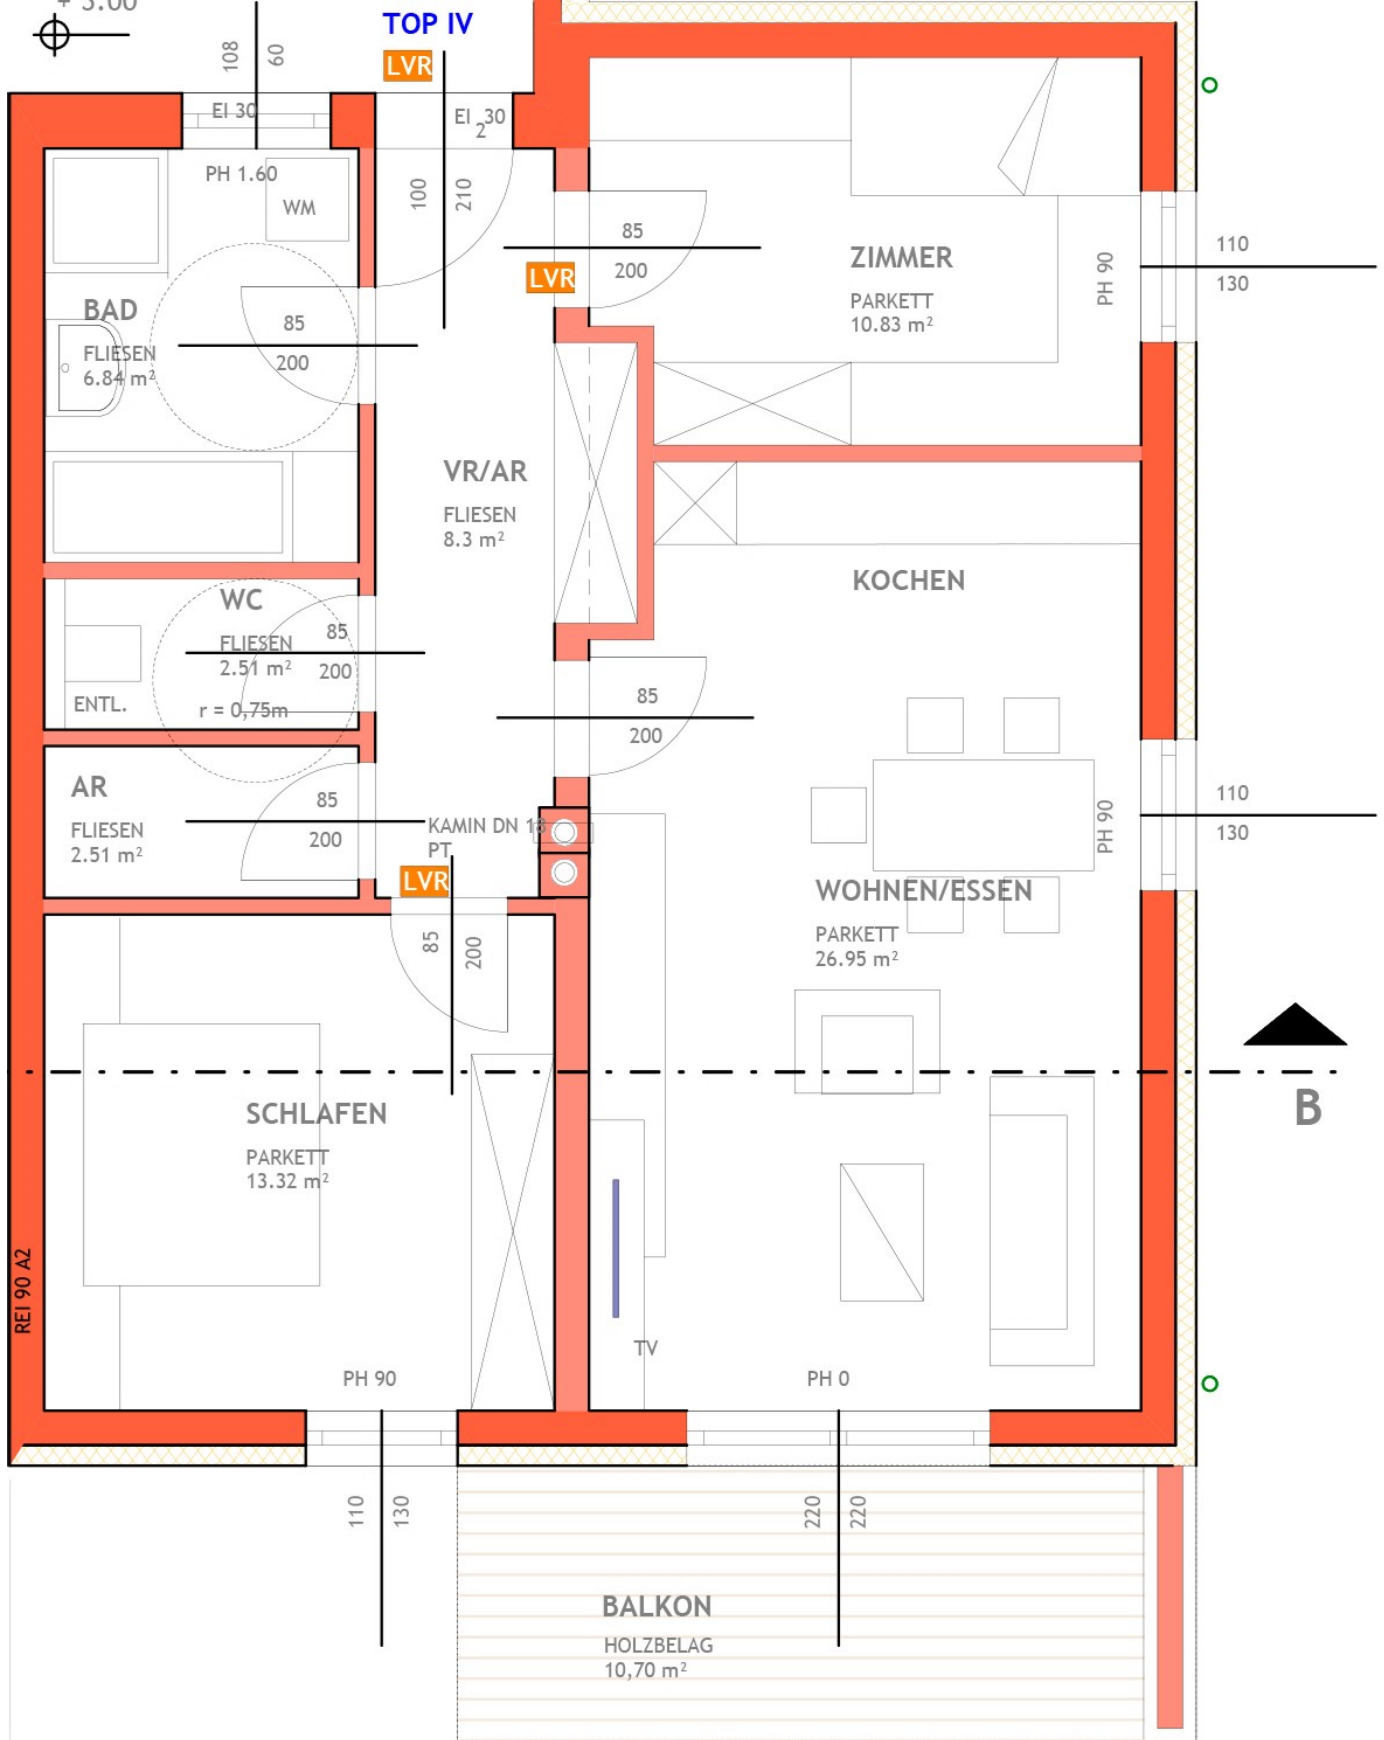 + 3.00
TOP IV
LVR
108
60
EI 30
EI 30
2
PH 1.60
WM
100
210
85
200
LVR
ZIMMER
PARKETT
10.83 m²
PH 90
110
130
BAD
FLIESEN
6.84 m²
85
200
VR/AR
FLIESEN
8.3 m²
KOCHEN
WC
FLIESEN
2.51 m²
85
200
ENTL.
r = 0,75m
85
200
AR
FLIESEN
2.51 m²
85
200
KAMIN DN 18
PT
LVR
PH 90
110
130
WOHNEN/ESSEN
PARKETT
26.95 m²
85
200
B
SCHLAFEN
PARKETT
13.32 m²
REI 90 A2
TV
PH 90
PH 0
110
130
220
220
BALKON
HOLZBELAG
10,70 m²